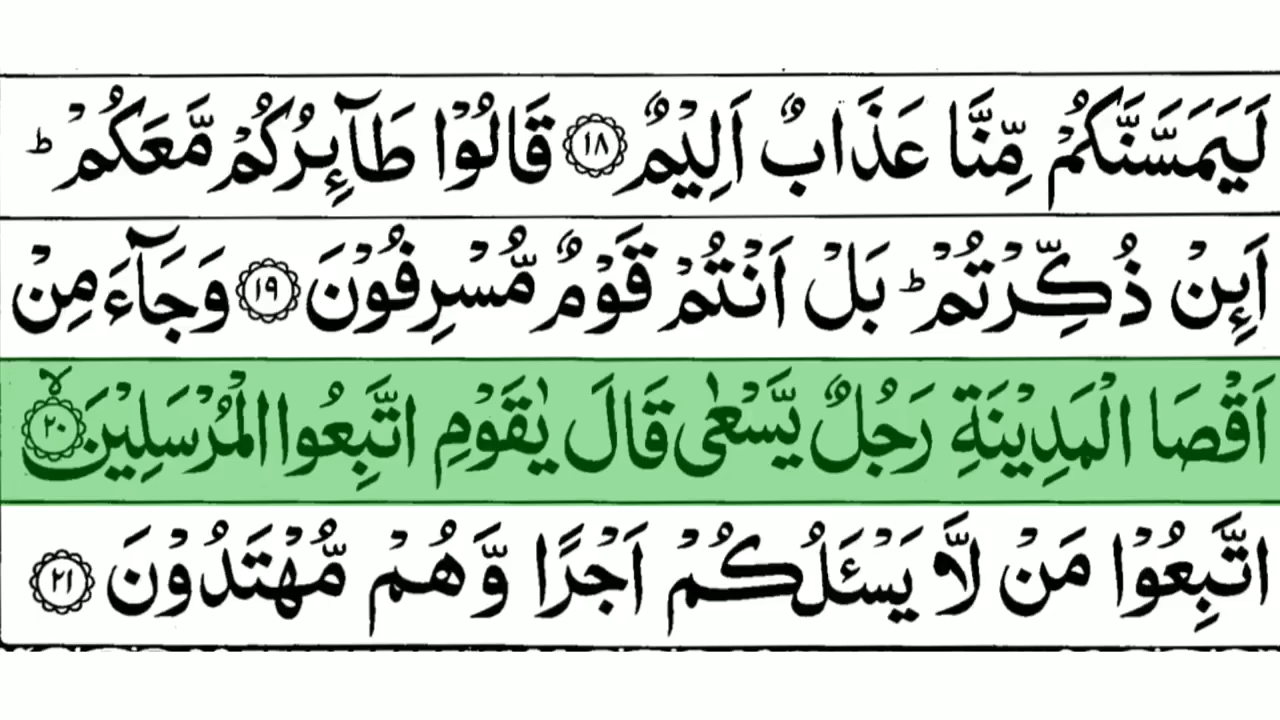 لَيَمَسَّنَّكُمْ مِّنَّا عَذَابٌ اَلِيْمٌ ۝١٨ قَالُوْا طَآئِرُكُمْ مَّعَكُمْ ؕ
اَئِنْ ذُكِّرْتُمْ ؕ بَلْ اَنْتُمْ قَوْمٌ مُّسْرِفُوْنَ ۝١٩ وَجَآءَ مِنْ
اَقْصَا الْمَدِيْنَةِ رَجُلٌ يَّسْعٰى قَالَ يٰقَوْمِ اتَّبِعُوا الْمُرْسَلِيْنَ ۙ۝٢٠
اتَّبِعُوْا مَنْ لَّا يَسْـَٔلُكُمْ اَجْرًا وَّهُمْ مُّهْتَدُوْنَ ۝٢١